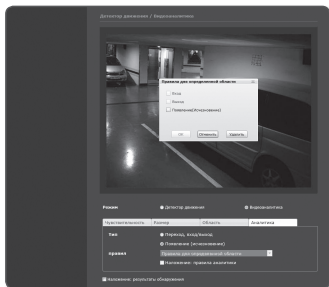 Детектор движения / Видеоаналитика
Правила для определенной области
Вход
Выход
Появление(Исчезновение)
OK
Отменить
Удалить
Режим
Детектор движения
Видеоаналитика
Чувствительность
Размер
Область
Аналитика
Тип
Переход, вход/выход
Появление (исчезновение)
правил
Правила для определенной области
Наложение: правила аналитики
Наложение: результаты обнаружения